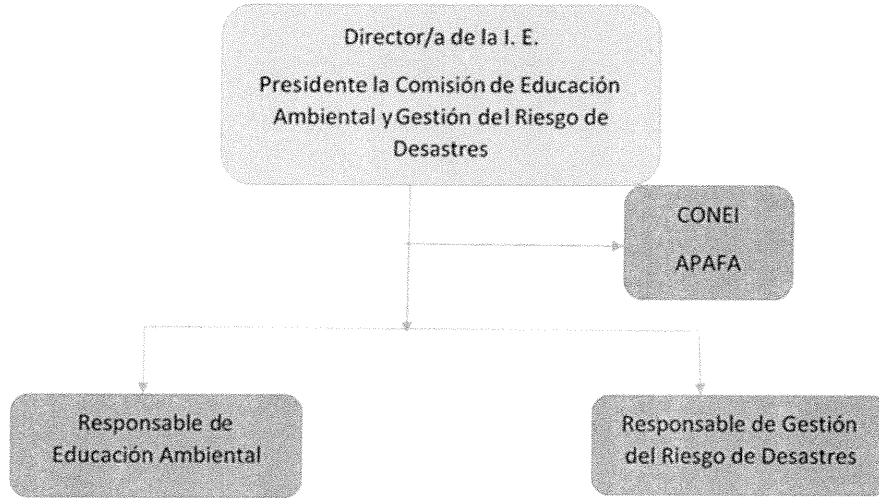 Director/a de la I. E.
Presidente la Comisión de Educación
Ambiental y Gestión del Riesgo de
Desastres
CONEI
APAFA
Responsable de
Educación Ambiental
Responsable de Gestión
del Riesgo de Desastres